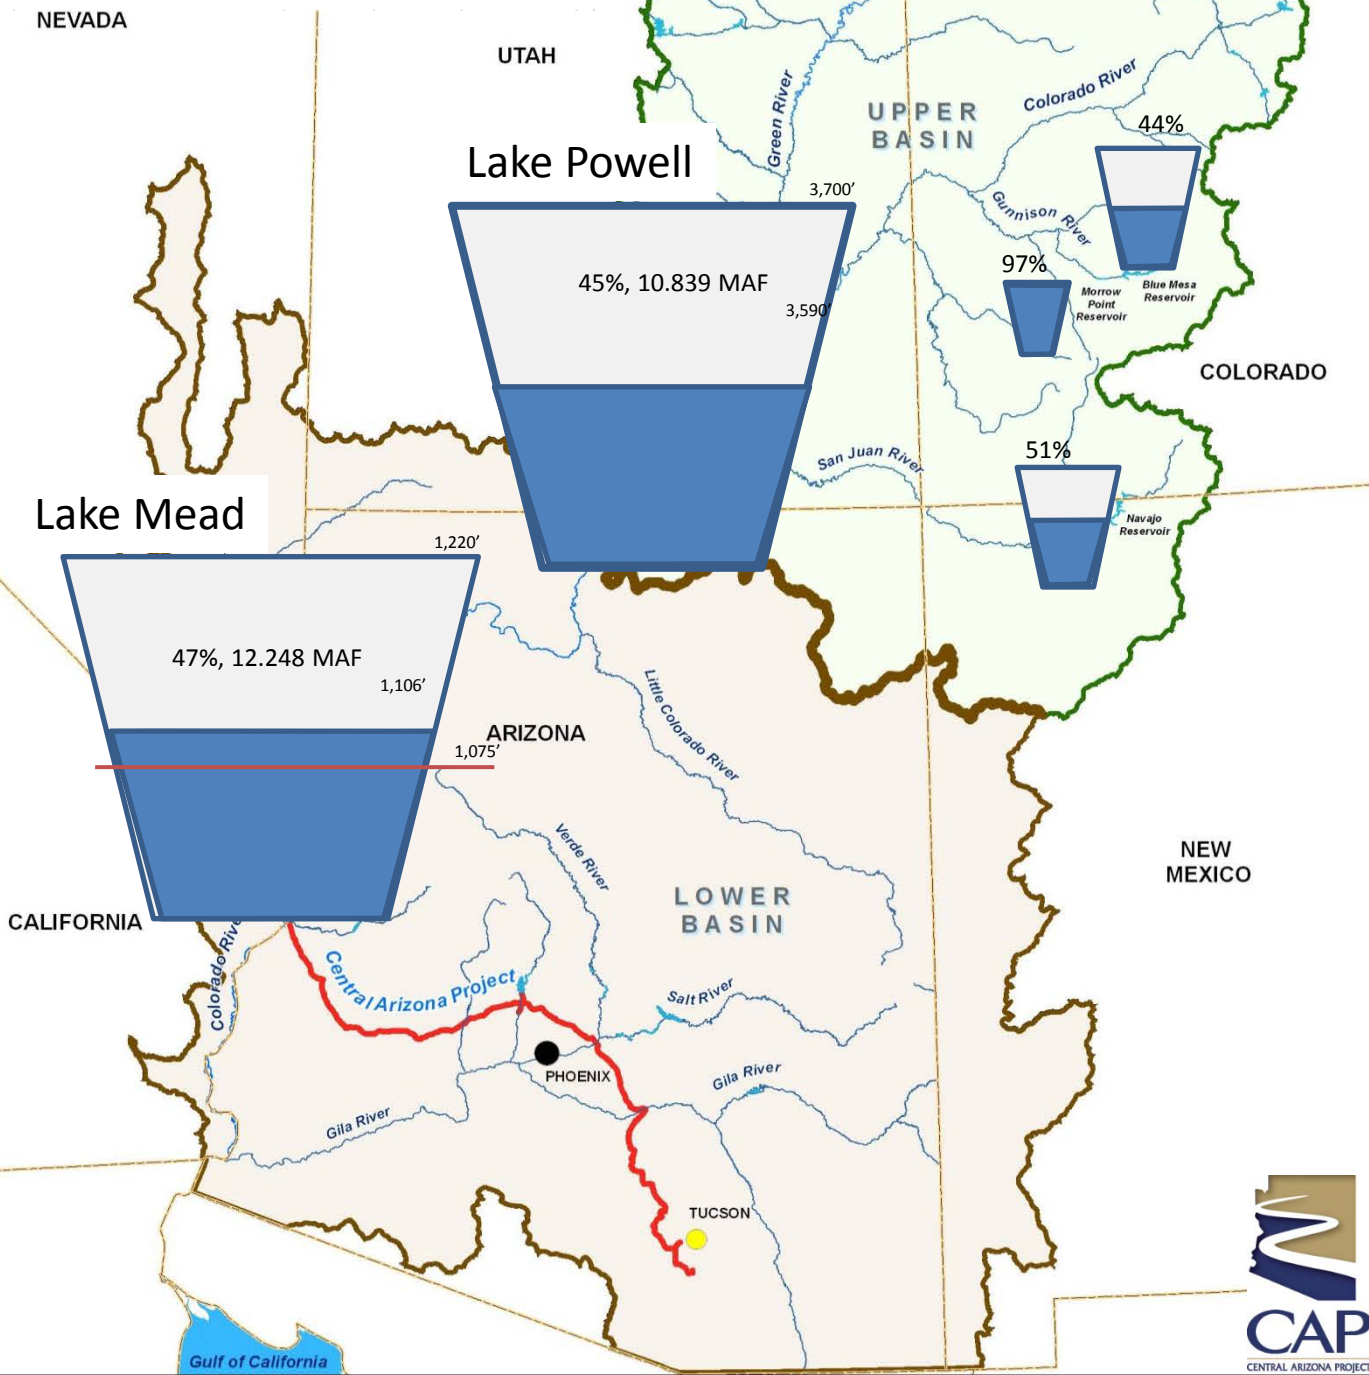 NEVADA
UTAH
Green River
UPPER
BASIN
Colorado River
44%
Lake Powell
3,700’
45%, 10.839 MAF
3,590’
Gunnison River
97%
Morrow
Point
Reservoir
Blue Mesa
Reservoir
COLORADO
51%
San Juan River
Navajo
Reservoir
Lake Mead
1,220’
47%, 12.248 MAF
1,106’
ARIZONA
1,075’
Little Colorado River
Verde River
NEW
MEXICO
LOWER
BASIN
CALIFORNIA
Colorado River
Central Arizona Project
Salt River
PHOENIX
Gila River
Gila River
TUCSON
Gulf of California
CAP
CENTRAL ARIZONA PROJECT